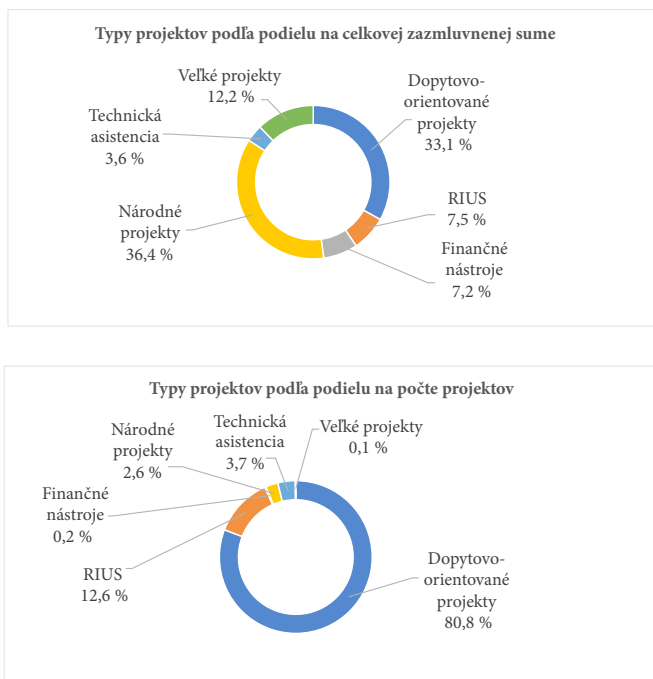 Typy projektov podľa podielu na celkovej zazmluvnenej sume
Veľké projekty
12,2 %
Dopytovo-
orientované
projekty
33,1 %
Technická
asistencia
3,6 %
RIUS
7,5 %
Národné
projekty
36,4 %
Finančné
nástroje
7,2 %
Typy projektov podľa podielu na počte projektov
Technická
asistencia
3,7 %
Veľké projekty
0,1 %
Národné
projekty
2,6 %
Finančné
nástroje
0,2 %
RIUS
12,6 %
Dopytovo-
orientované
projekty
80,8 %